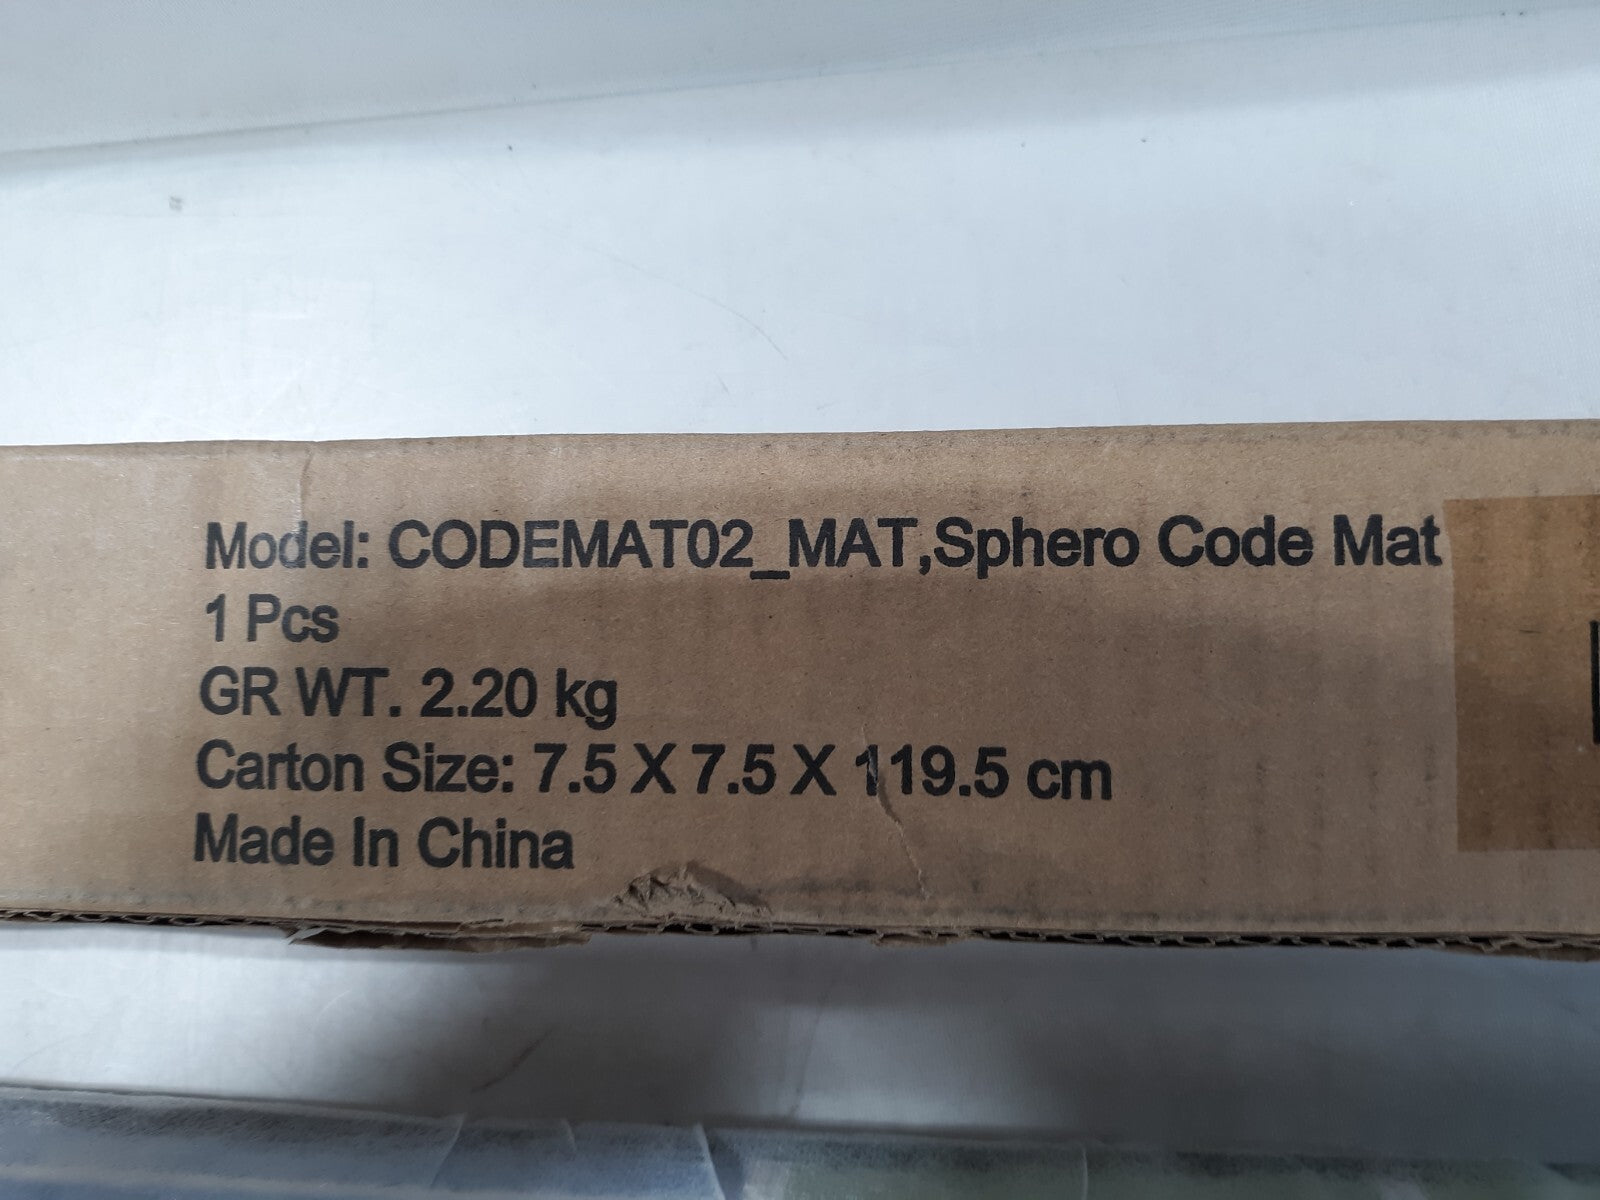 Model: CODEMAT02_MAT,Sphero Code Mat
1 Pcs
GR WT. 2.20 kg
Carton Size: 7.5 X 7.5 X 119.5 cm
Made In China